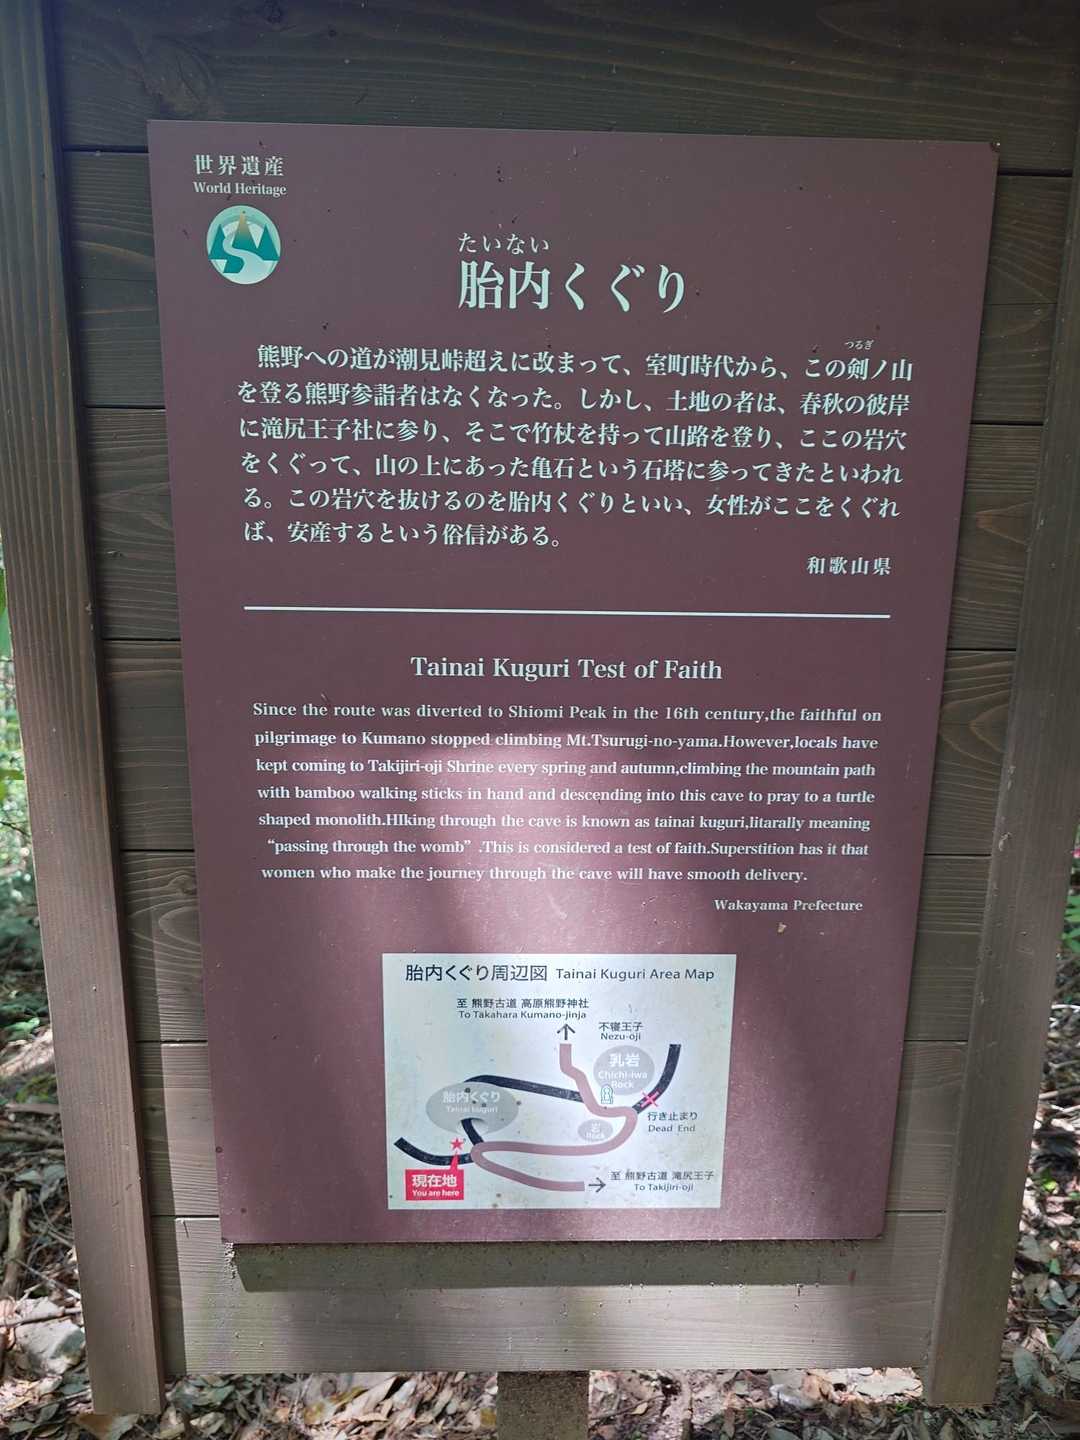 世界遺産
World Heritage
たいない
胎内くぐり
つるぎ
熊野への道が潮見峠超えに改まって、室町時代から、この剣ノ山
を登る熊野参詣者はなくなった。しかし、土地の者は、春秋の彼岸
に滝尻王子社に参り、そこで竹杖を持って山路を登り、ここの岩穴
をくぐって、山の上にあった亀石という石塔に参ってきたといわれ
る。この岩穴を抜けるのを胎内くぐりといい、女性がここをくぐれ
ば、安産するという俗信がある。
和歌山県
Tainai Kuguri Test of Faith
Since the route was diverted to Shiomi Peak in the 16th century,the faithful on
pilgrimage to Kumano stopped climbing Mt.Tsurugi-no-yama.However,locals have
kept coming to Takijiri-oji Shrine every spring and autumn,climbing the mountain path
with bamboo walking sticks in hand and descending into this cave to pray to a turtle
shaped monolith.HIking through the cave is known as tainai kuguri,litarally meaning
“passing through the womb”.This is considered a test of faith.Superstition has it that
women who make the journey through the cave will have smooth delivery.
Wakayama Prefecture
胎内くぐり周辺図 Tainai Kuguri Area Map
至 熊野古道 高原熊野神社
To Takahara Kumano-jinja
不寝王子
Nezu-oji
乳岩
Chichi-iwa
Rock
胎内くぐり
Tainai kuguri
行き止まり
Dead End
岩
Rock
現在地
You are here
至 熊野古道 滝尻王子
To Takijiri-oji